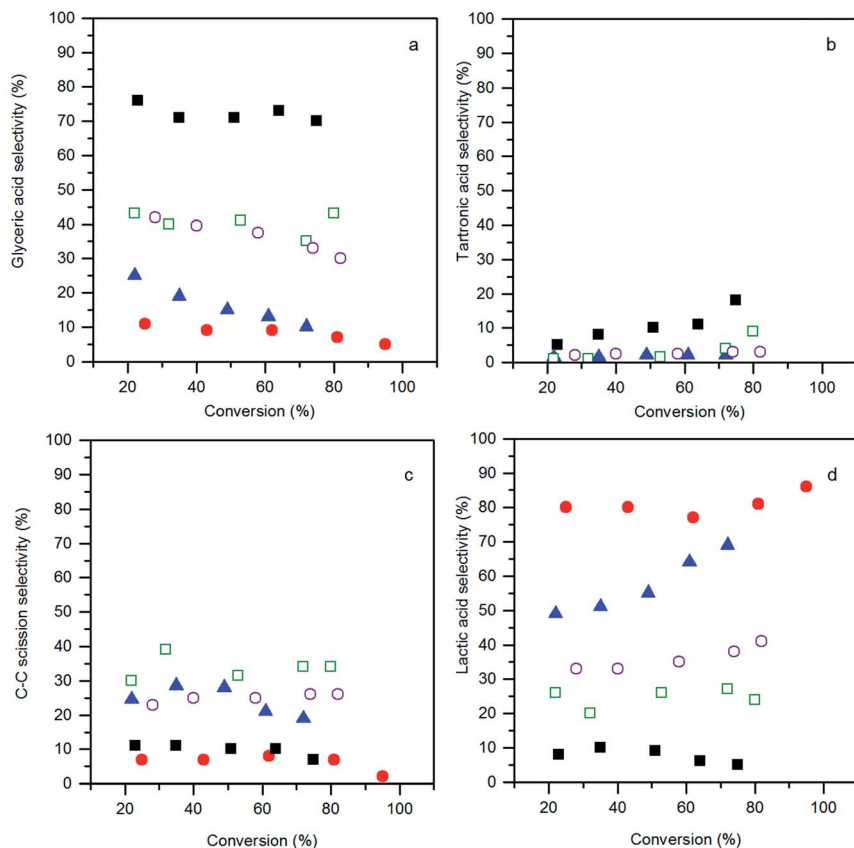 a
100
90
80
70
60
50
40
30
20
10
0
Glyceric acid selectivity (%)
20 40 60 80 100
Conversion (%)
b
100
90
80
70
60
50
40
30
20
10
0
Tartronic acid selectivity (%)
20 40 60 80 100
Conversion (%)
c
100
90
80
70
60
50
40
30
20
10
0
C-C scission selectivity (%)
20 40 60 80 100
Conversion (%)
d
100
90
80
70
60
50
40
30
20
10
0
Lactic acid selectivity (%)
20 40 60 80 100
Conversion (%)